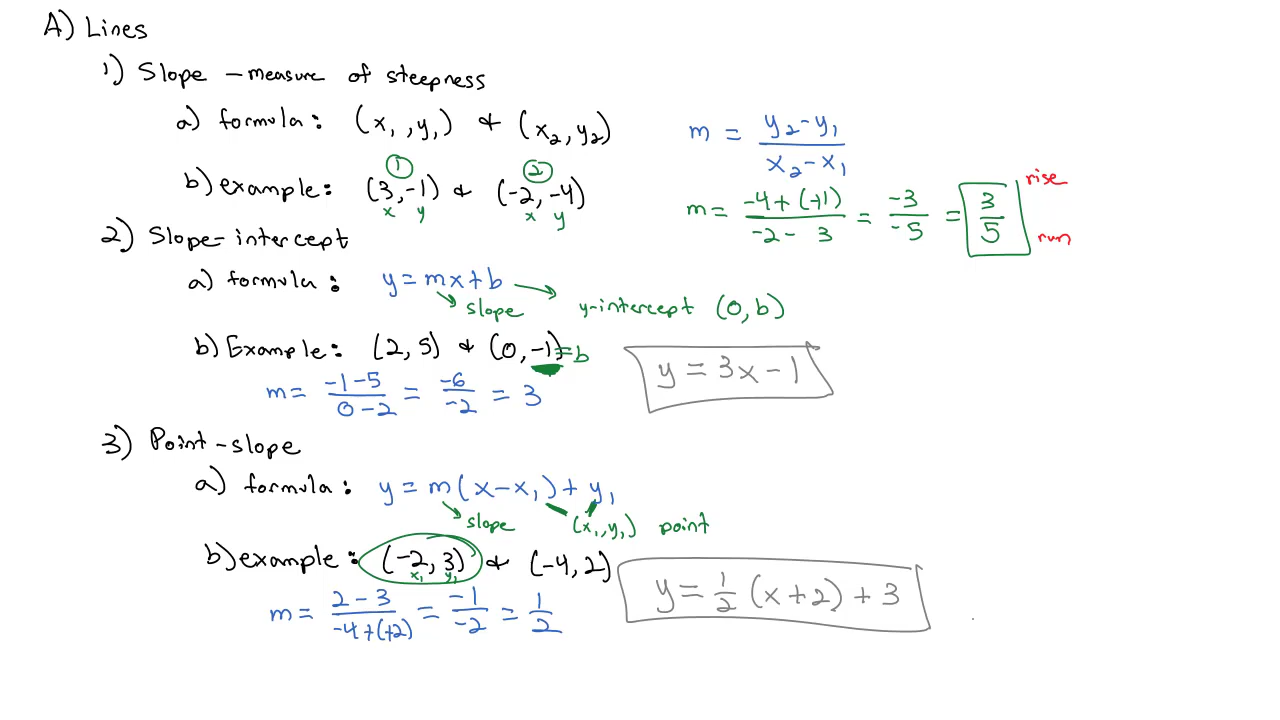 A) Lines
1) Slope – measure of steepness
a) formula: (x₁, y₁) & (x₂, y₂) m = (y₂ – y₁)/(x₂ – x₁)
① ②
b) example: (3, -1) & (-2, -4) m = (-4 + (+1))/(-2 - 3) = -3/-5 = 3/5 rise run
x y x y
2) Slope-intercept
a) formula: y = mx + b → y-intercept (0, b)
slope
b) Example: (2, 5) & (0, -1) = b y = 3x - 1
m = (-1 - 5)/(0 - 2) = -6/-2 = 3
3) Point-slope
a) formula: y = m(x - x₁) + y₁
slope (x₁, y₁) point
b) example: (-2, 3) & (-4, 2) y = 1/2 (x + 2) + 3
x₁ y₁
m = (2 - 3)/(-4 + (+2)) = -1/-2 = 1/2